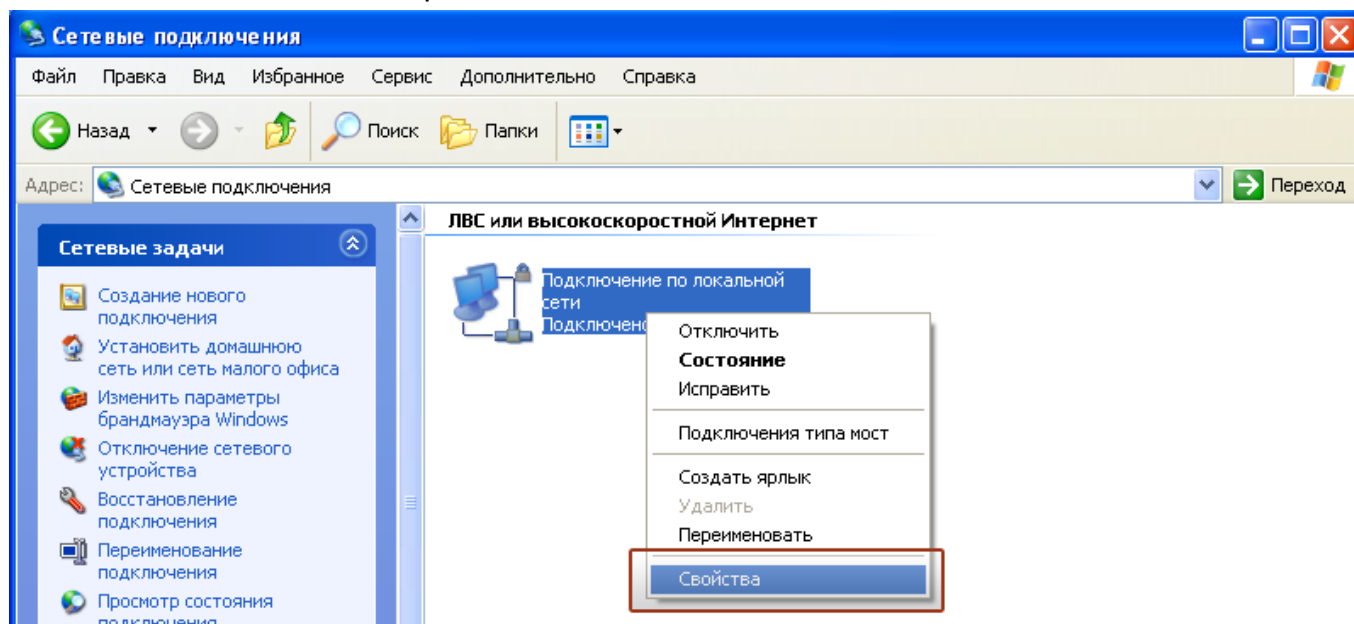 Сетевые подключения
Файл Правка Вид Избранное Сервис Дополнительно Справка
Назад Поиск Папки
Адрес: Сетевые подключения Переход
Сетевые задачи
Создание нового
подключения
Установить домашнюю
сеть или сеть малого офиса
Изменить параметры
брандмауэра Windows
Отключение сетевого
устройства
Восстановление
подключения
Переименование
подключения
Просмотр состояния
подключения
ЛВС или высокоскоростной Интернет
Подключение по локальной
сети
Подключено
Отключить
Состояние
Исправить
Подключения типа мост
Создать ярлык
Удалить
Переименовать
Свойства